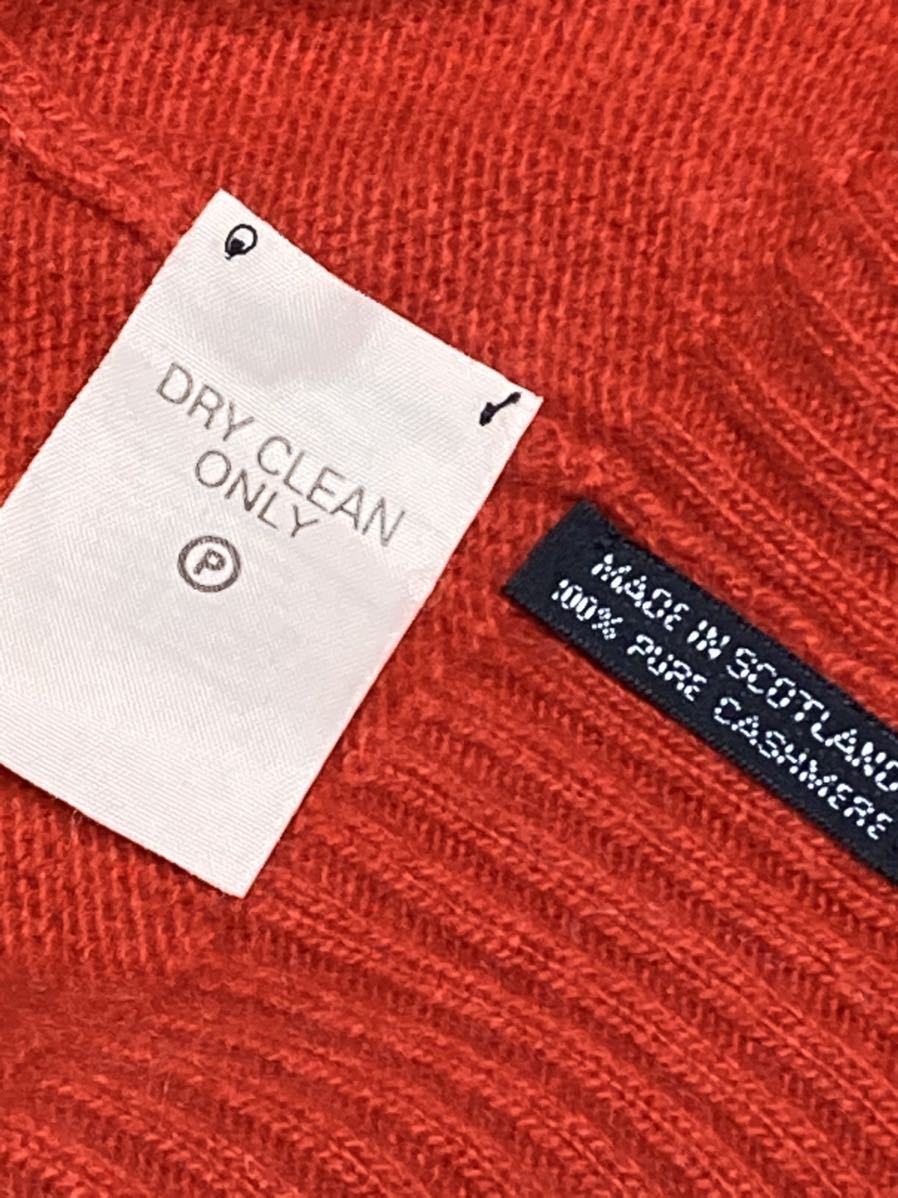 DRY CLEAN
ONLY
P
MADE IN SCOTLAND
100% PURE CASHMERE